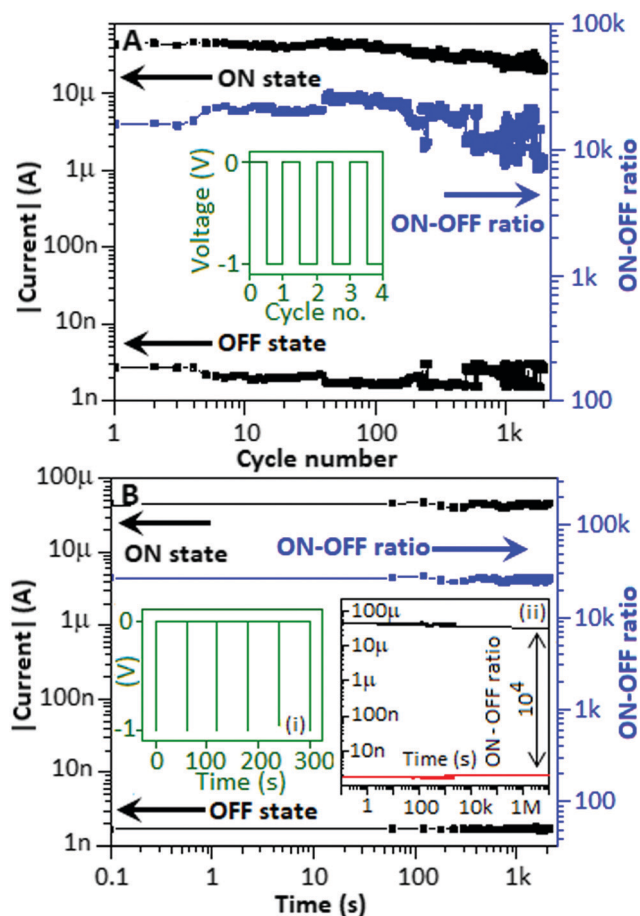 A
ON state
ON-OFF ratio
OFF state
|Current| (A)
10μ
1μ
100n
10n
1n
100k
10k
1k
100
ON-OFF ratio
Voltage (V)
0
-1
0 1 2 3 4
Cycle no.
1 10 100 1k
Cycle number
B
ON state
ON-OFF ratio
OFF state
|Current| (A)
100μ
10μ
1μ
100n
10n
1n
100k
10k
1k
100
ON-OFF ratio
(V)
0
-1
(i)
0 100 200 300
Time (s)
(ii)
100μ
10μ
1μ
100n
10n
ON-OFF ratio
10⁴
Time (s)
1 100 10k 1M
0.1 1 10 100 1k
Time (s)